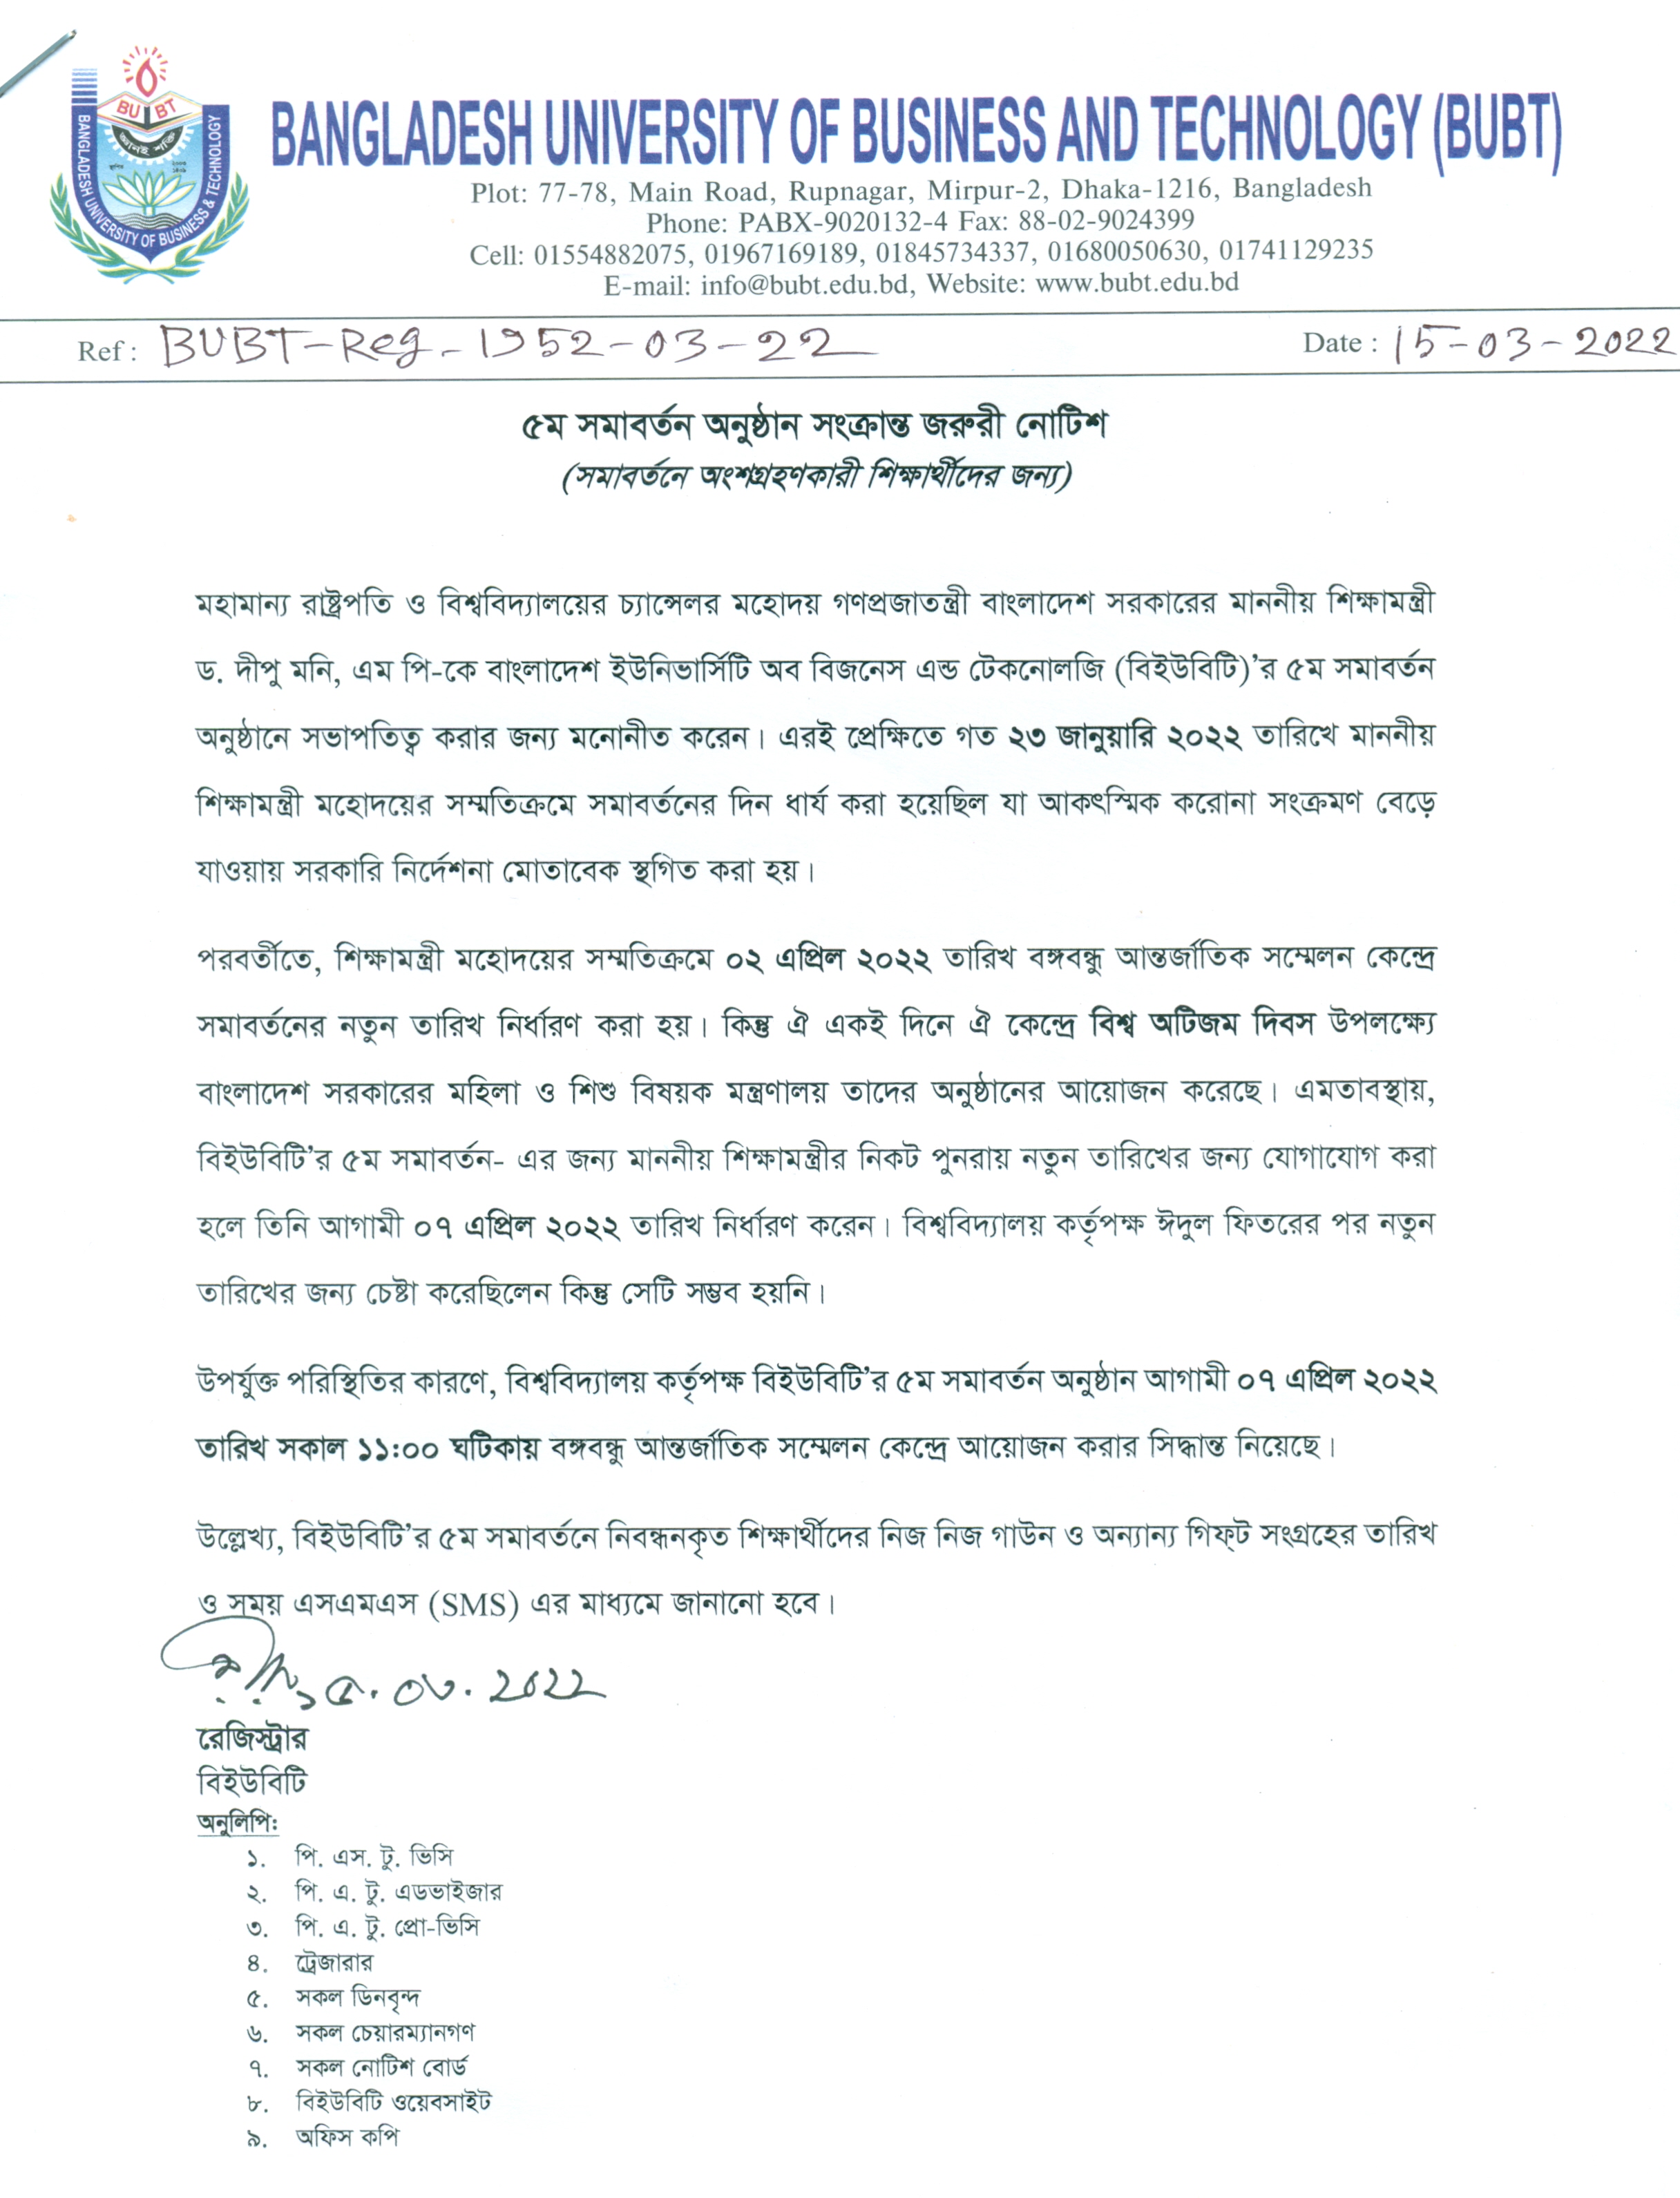 BANGLADESH UNIVERSITY OF BUSINESS AND TECHNOLOGY (BUBT)
BU BT
জ্ঞানই শক্তি
BANGLADESH UNIVERSITY OF BUSINESS & TECHNOLOGY
Plot: 77-78, Main Road, Rupnagar, Mirpur-2, Dhaka-1216, Bangladesh
Phone: PABX-9020132-4 Fax: 88-02-9024399
Cell: 01554882075, 01967169189, 01845734337, 01680050630, 01741129235
E-mail: info@bubt.edu.bd, Website: www.bubt.edu.bd
Ref : BUBT-Reg-1952-03-22 Date : 15-03-2022
৫ম সমাবর্তন অনুষ্ঠান সংক্রান্ত জরুরী নোটিশ
(সমাবর্তনে অংশগ্রহণকারী শিক্ষার্থীদের জন্য)
মহামান্য রাষ্ট্রপতি ও বিশ্ববিদ্যালয়ের চ্যান্সেলর মহোদয় গণপ্রজাতন্ত্রী বাংলাদেশ সরকারের মাননীয় শিক্ষামন্ত্রী
ড. দীপু মনি, এম পি-কে বাংলাদেশ ইউনিভার্সিটি অব বিজনেস এন্ড টেকনোলজি (বিইউবিটি)'র ৫ম সমাবর্তন
অনুষ্ঠানে সভাপতিত্ব করার জন্য মনোনীত করেন। এরই প্রেক্ষিতে গত ২৩ জানুয়ারি ২০২২ তারিখে মাননীয়
শিক্ষামন্ত্রী মহোদয়ের সম্মতিক্রমে সমাবর্তনের দিন ধার্য করা হয়েছিল যা আকৎস্মিক করোনা সংক্রমণ বেড়ে
যাওয়ায় সরকারি নির্দেশনা মোতাবেক স্থগিত করা হয়।
পরবর্তীতে, শিক্ষামন্ত্রী মহোদয়ের সম্মতিক্রমে ০২ এপ্রিল ২০২২ তারিখ বঙ্গবন্ধু আন্তর্জাতিক সম্মেলন কেন্দ্রে
সমাবর্তনের নতুন তারিখ নির্ধারণ করা হয়। কিন্তু ঐ একই দিনে ঐ কেন্দ্রে বিশ্ব অটিজম দিবস উপলক্ষ্যে
বাংলাদেশ সরকারের মহিলা ও শিশু বিষয়ক মন্ত্রণালয় তাদের অনুষ্ঠানের আয়োজন করেছে। এমতাবস্থায়,
বিইউবিটি'র ৫ম সমাবর্তন- এর জন্য মাননীয় শিক্ষামন্ত্রীর নিকট পুনরায় নতুন তারিখের জন্য যোগাযোগ করা
হলে তিনি আগামী ০৭ এপ্রিল ২০২২ তারিখ নির্ধারণ করেন। বিশ্ববিদ্যালয় কর্তৃপক্ষ ঈদুল ফিতরের পর নতুন
তারিখের জন্য চেষ্টা করেছিলেন কিন্তু সেটি সম্ভব হয়নি।
উপর্যুক্ত পরিস্থিতির কারণে, বিশ্ববিদ্যালয় কর্তৃপক্ষ বিইউবিটি'র ৫ম সমাবর্তন অনুষ্ঠান আগামী ০৭ এপ্রিল ২০২২
তারিখ সকাল ১১:০০ ঘটিকায় বঙ্গবন্ধু আন্তর্জাতিক সম্মেলন কেন্দ্রে আয়োজন করার সিদ্ধান্ত নিয়েছে।
উল্লেখ্য, বিইউবিটি'র ৫ম সমাবর্তনে নিবন্ধনকৃত শিক্ষার্থীদের নিজ নিজ গাউন ও অন্যান্য গিফ্‌ট সংগ্রহের তারিখ
ও সময় এসএমএস (SMS) এর মাধ্যমে জানানো হবে।
১৫.০৩.২০২২
রেজিস্ট্রার
বিইউবিটি
অনুলিপি:
১. পি. এস. টু. ভিসি
২. পি. এ. টু. এডভাইজার
৩. পি. এ. টু. প্রো-ভিসি
৪. ট্রেজারার
৫. সকল ডিনবৃন্দ
৬. সকল চেয়ারম্যানগণ
৭. সকল নোটিশ বোর্ড
৮. বিইউবিটি ওয়েবসাইট
৯. অফিস কপি